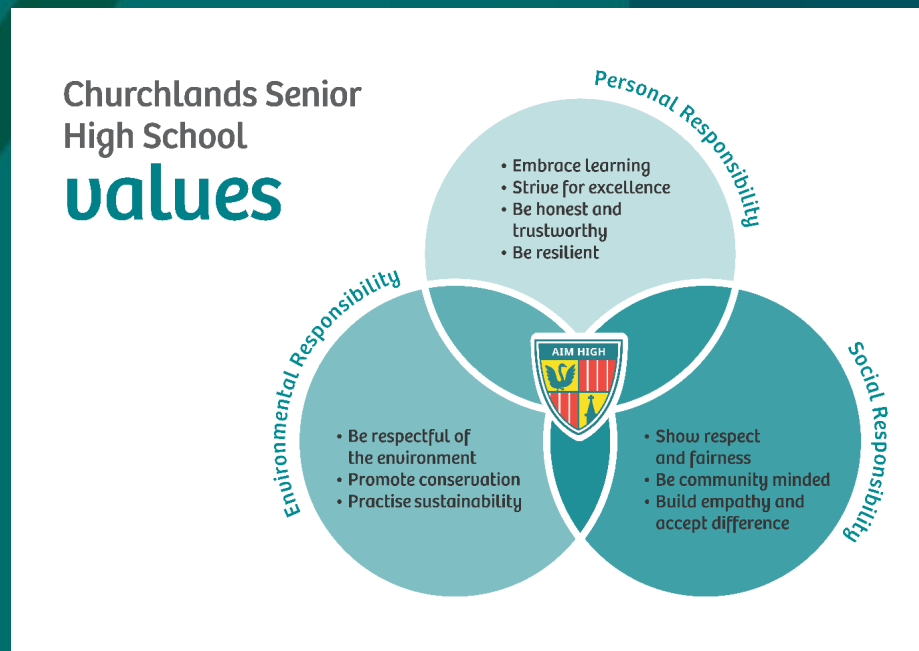 Churchlands Senior
High School
values
Personal Responsibility
• Embrace learning
• Strive for excellence
• Be honest and
trustworthy
• Be resilient
Environmental Responsibility
• Be respectful of
the environment
• Promote conservation
• Practise sustainability
AIM HIGH
Social Responsibility
• Show respect
and fairness
• Be community minded
• Build empathy and
accept difference